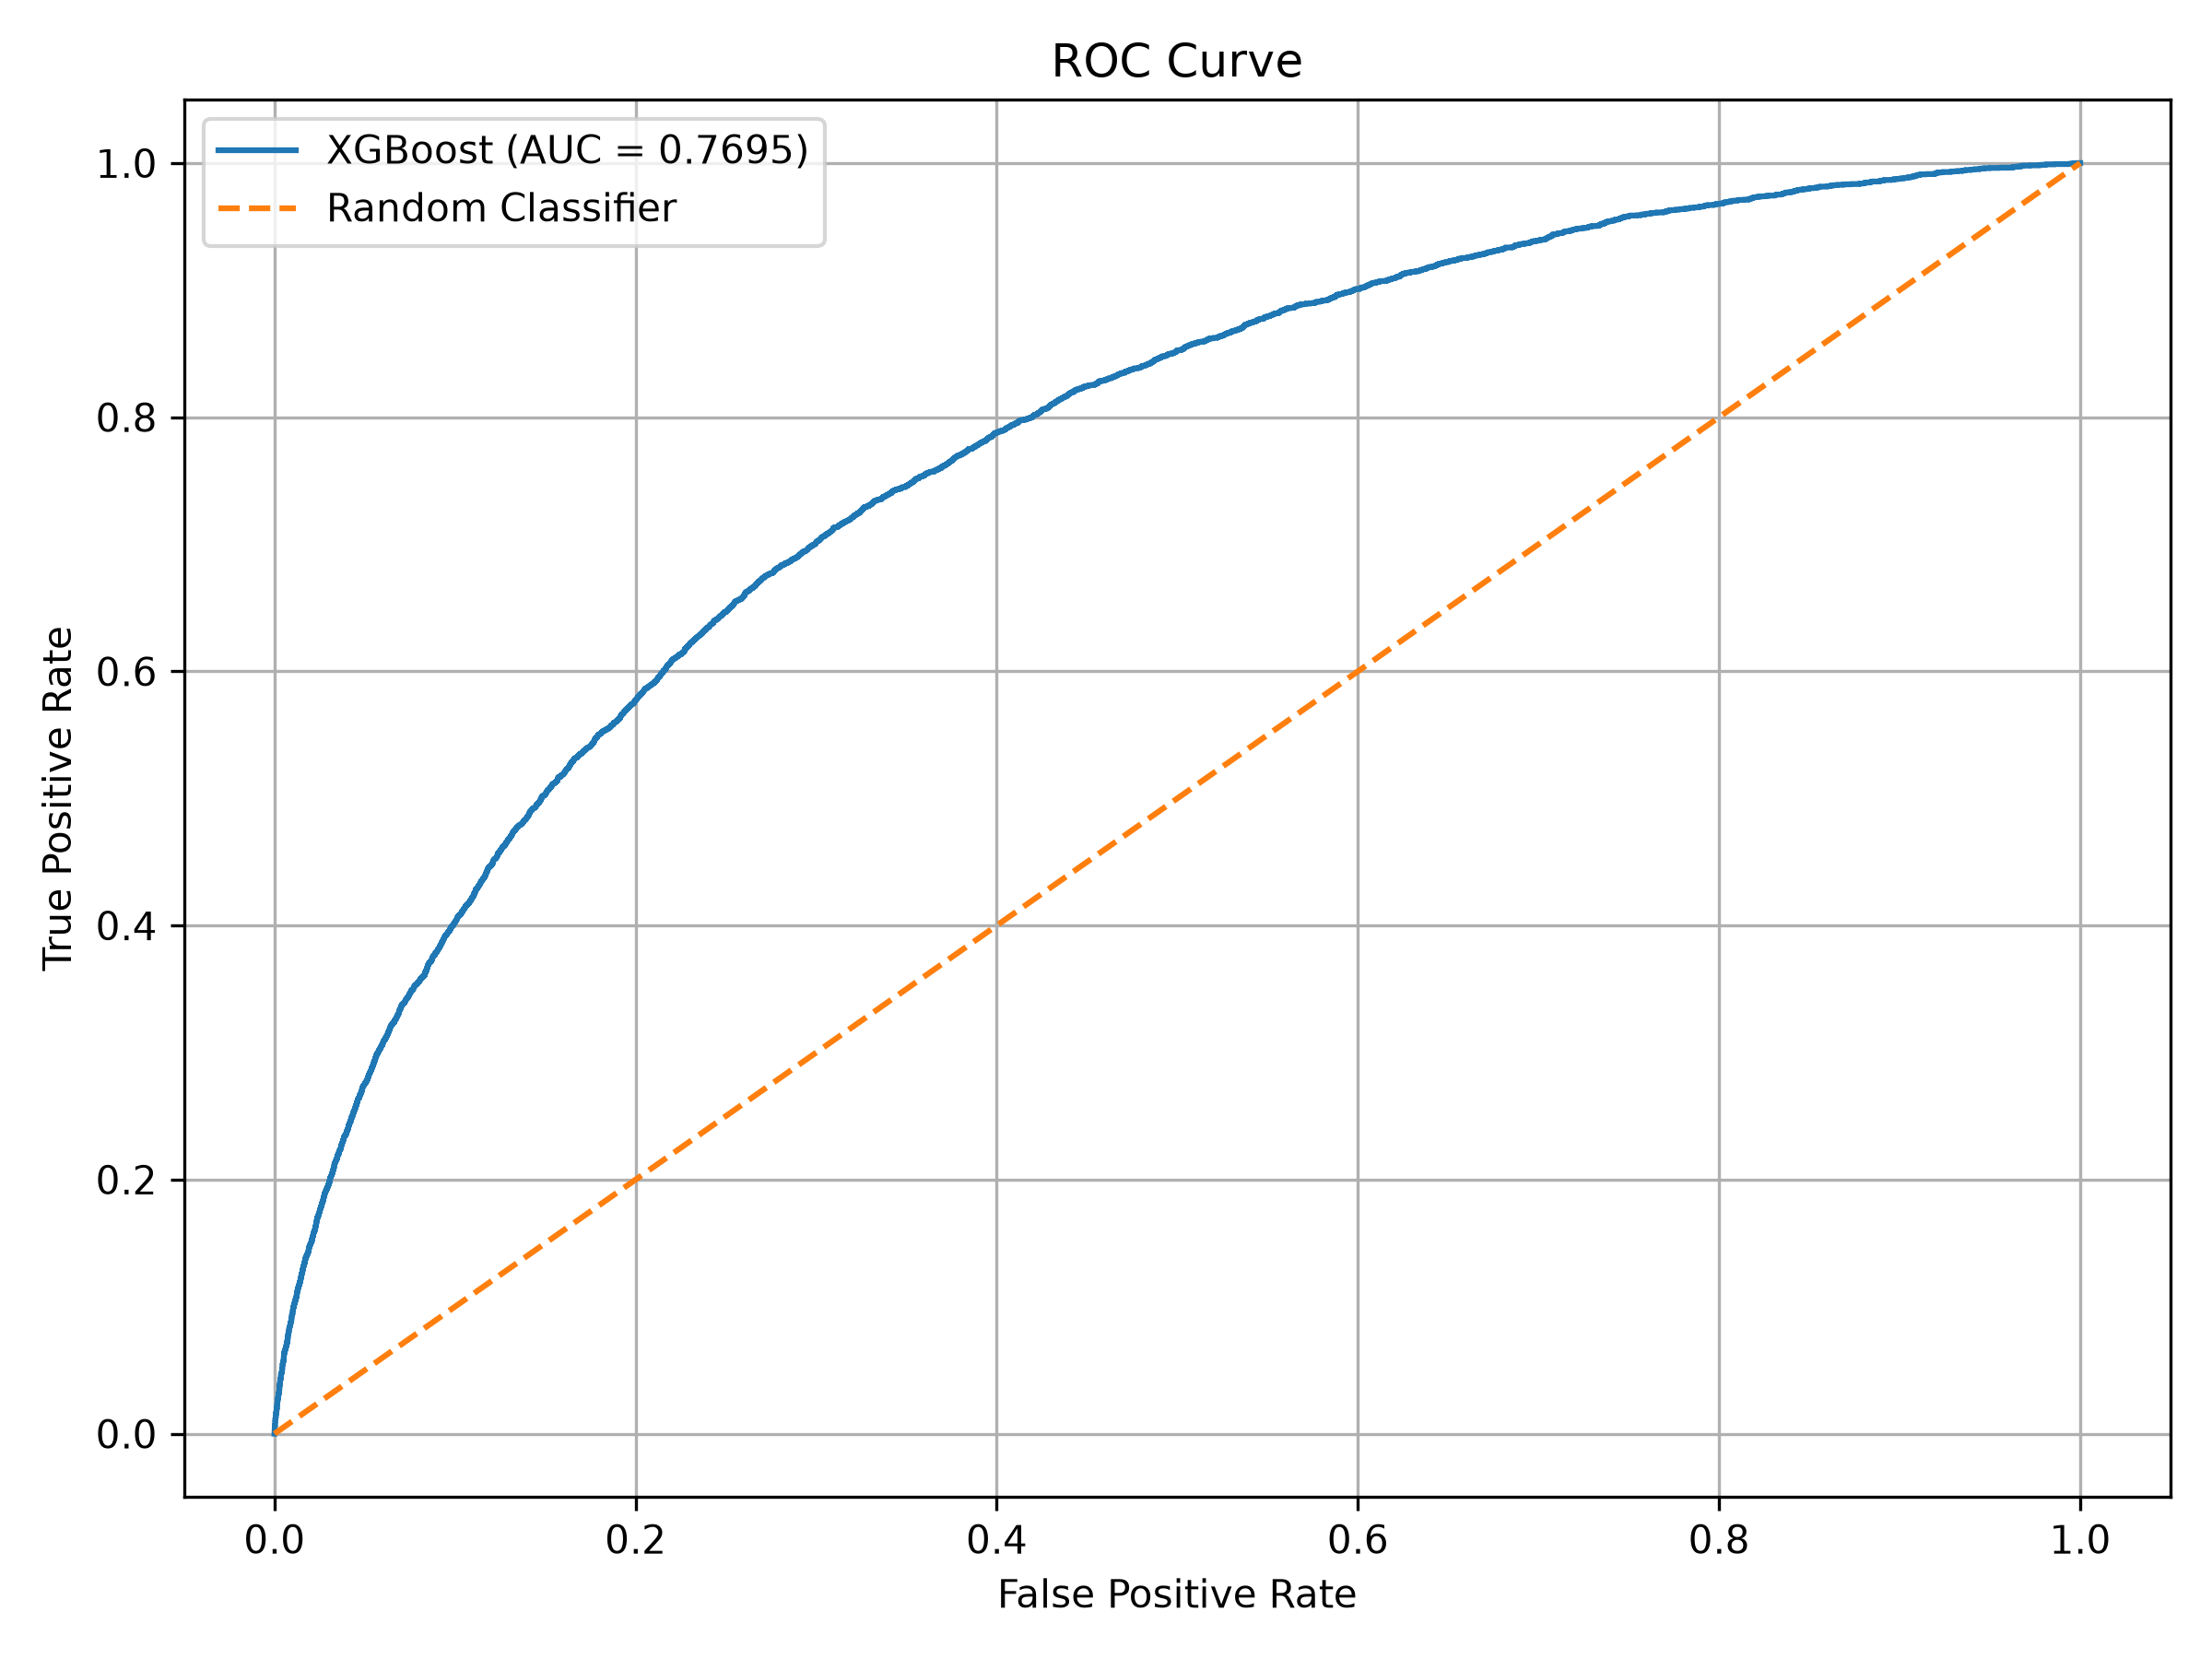 ROC Curve
XGBoost (AUC = 0.7695)
Random Classifier
True Positive Rate
1.0
0.8
0.6
0.4
0.2
0.0
0.0 0.2 0.4 0.6 0.8 1.0
False Positive Rate